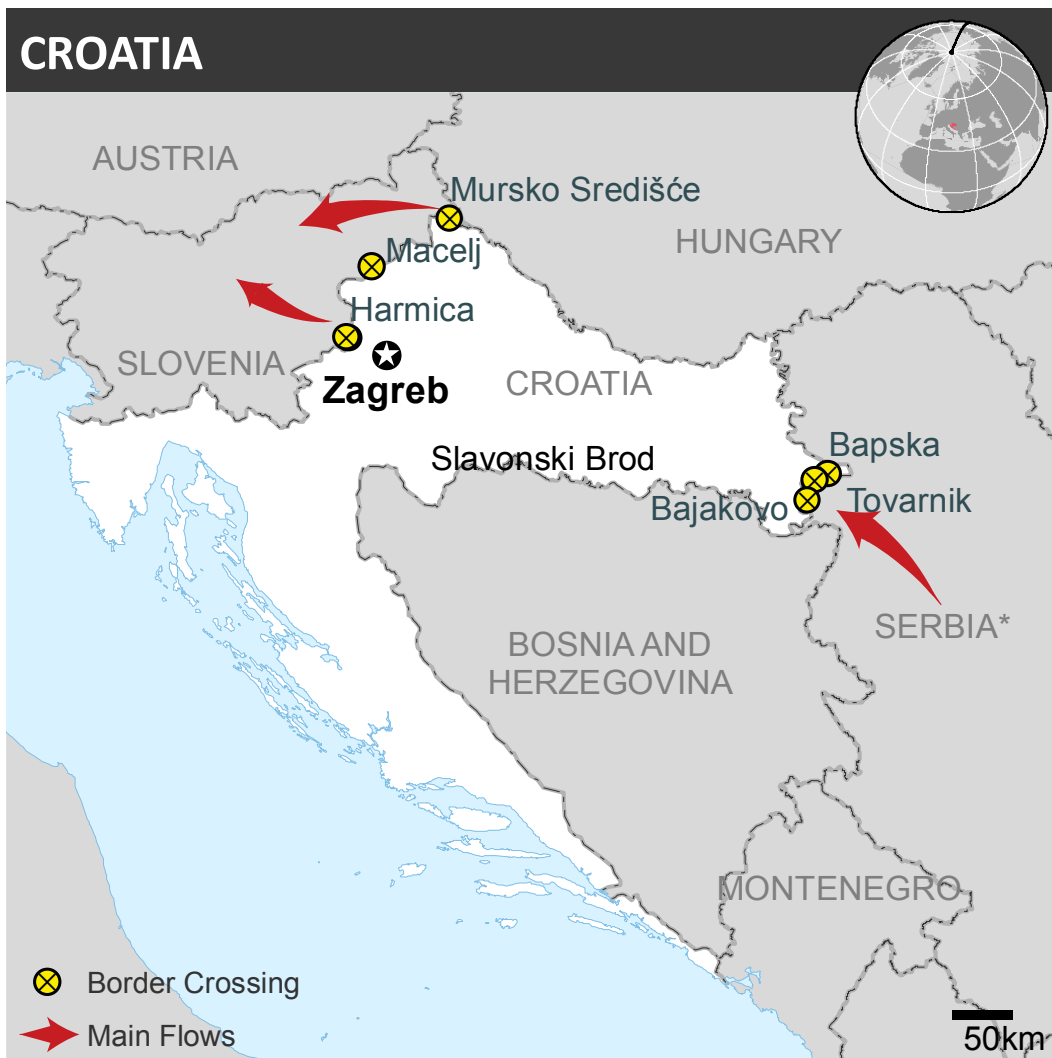 CROATIA
AUSTRIA
Mursko Središće
HUNGARY
Macelj
Harmica
SLOVENIA
CROATIA
Zagreb
Slavonski Brod
Bapska
Bajakovo
Tovarnik
SERBIA*
BOSNIA AND
HERZEGOVINA
MONTENEGRO
Border Crossing
Main Flows
50km